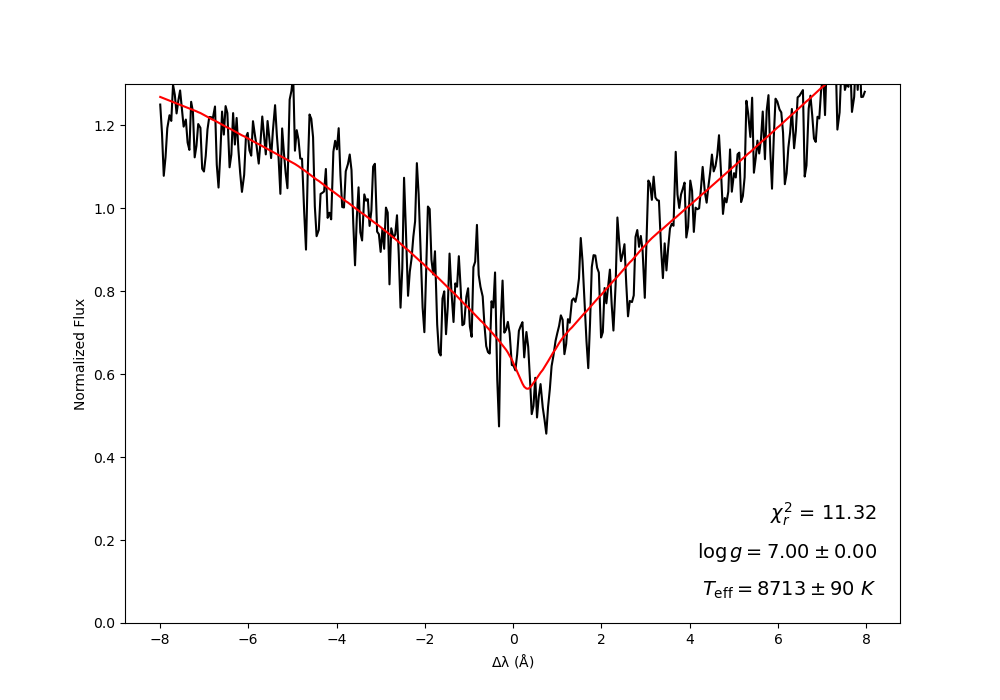 Normalized Flux
1.2
1.0
0.8
0.6
0.4
0.2
0.0
χ²ᵣ = 11.32
log g = 7.00 ± 0.00
T_eff = 8713 ± 90 K
−8 −6 −4 −2 0 2 4 6 8
Δλ (Å)